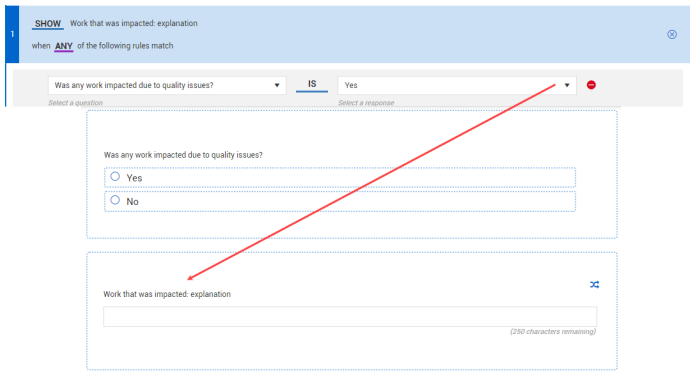 1
SHOW Work that was impacted: explanation
when ANY of the following rules match
Was any work impacted due to quality issues? IS Yes
Select a question Select a response
Was any work impacted due to quality issues?
Yes
No
Work that was impacted: explanation
(250 characters remaining)